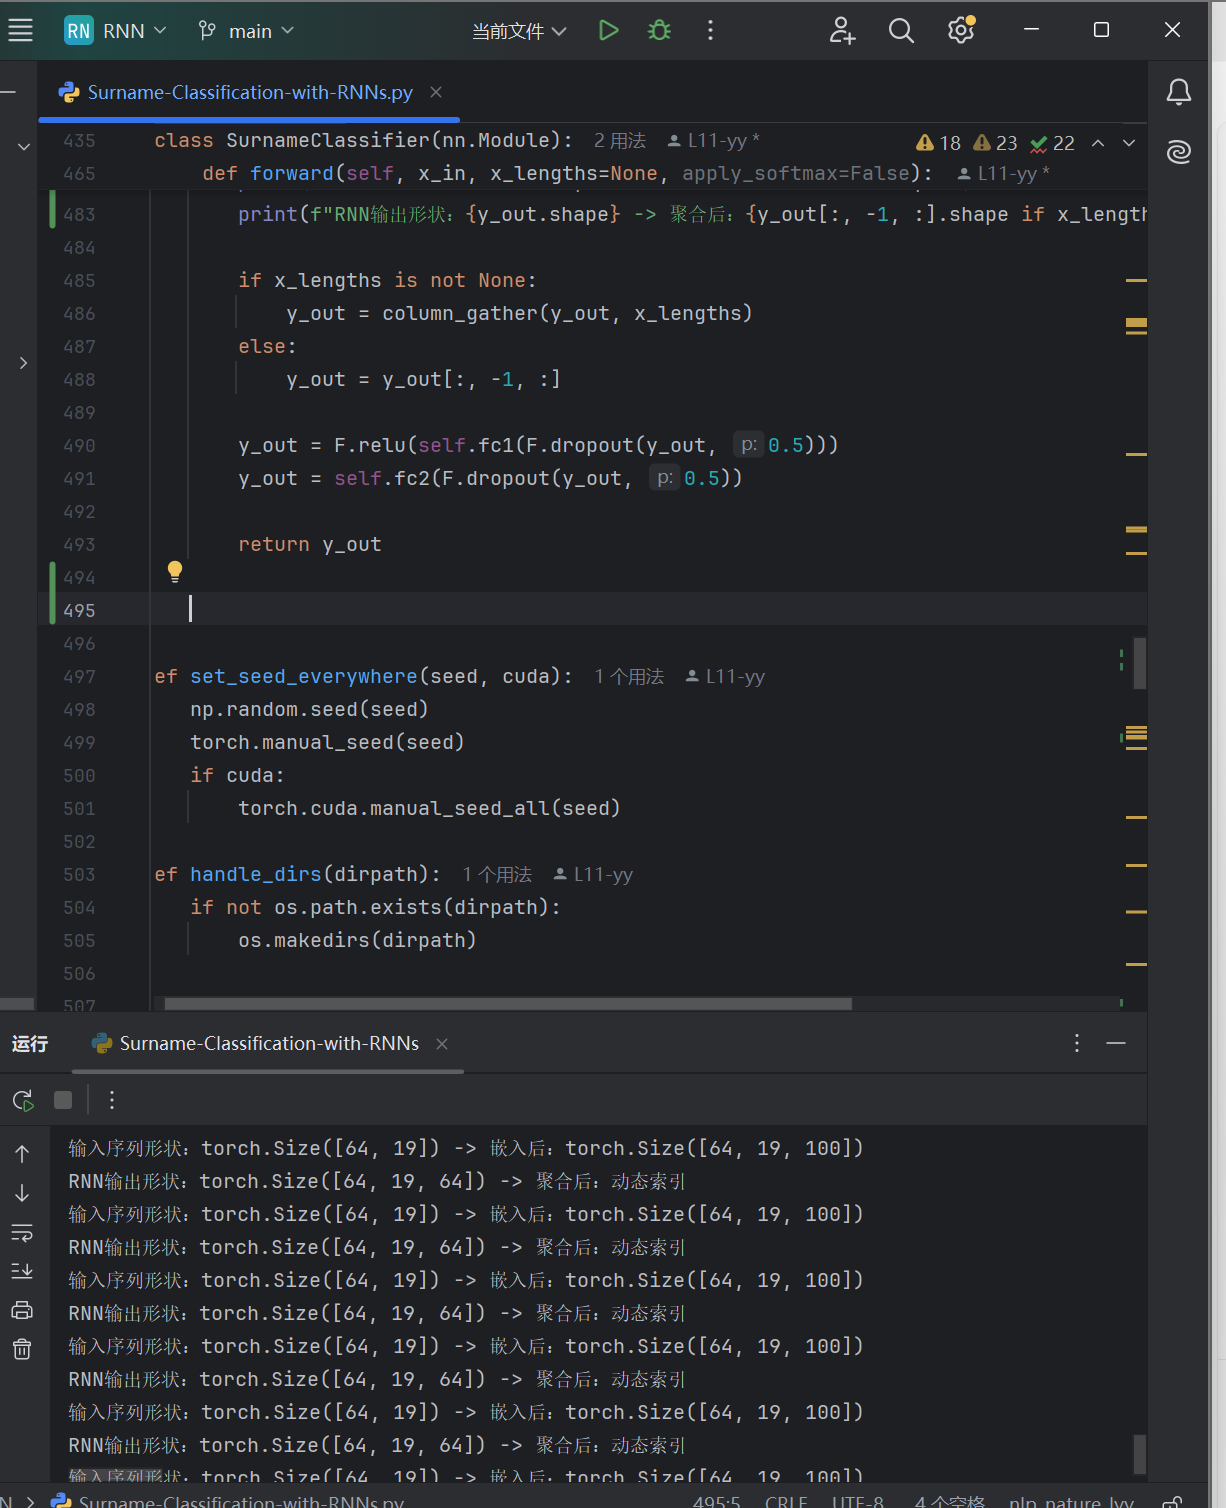 RN RNN main 当前文件
Surname-Classification-with-RNNs.py
435 class SurnameClassifier(nn.Module): 2 用法 L11-yy * 18 23 22
465 def forward(self, x_in, x_lengths=None, apply_softmax=False): L11-yy *
483 print(f"RNN输出形状: {y_out.shape} -> 聚合后: {y_out[:, -1, :].shape if x_length
484
485 if x_lengths is not None:
486 y_out = column_gather(y_out, x_lengths)
487 else:
488 y_out = y_out[:, -1, :]
489
490 y_out = F.relu(self.fc1(F.dropout(y_out, p: 0.5)))
491 y_out = self.fc2(F.dropout(y_out, p: 0.5))
492
493 return y_out
494
495
496
497 ef set_seed_everywhere(seed, cuda): 1 个用法 L11-yy
498 np.random.seed(seed)
499 torch.manual_seed(seed)
500 if cuda:
501 torch.cuda.manual_seed_all(seed)
502
503 ef handle_dirs(dirpath): 1 个用法 L11-yy
504 if not os.path.exists(dirpath):
505 os.makedirs(dirpath)
506
507
运行 Surname-Classification-with-RNNs
输入序列形状: torch.Size([64, 19]) -> 嵌入后: torch.Size([64, 19, 100])
RNN输出形状: torch.Size([64, 19, 64]) -> 聚合后: 动态索引
输入序列形状: torch.Size([64, 19]) -> 嵌入后: torch.Size([64, 19, 100])
RNN输出形状: torch.Size([64, 19, 64]) -> 聚合后: 动态索引
输入序列形状: torch.Size([64, 19]) -> 嵌入后: torch.Size([64, 19, 100])
RNN输出形状: torch.Size([64, 19, 64]) -> 聚合后: 动态索引
输入序列形状: torch.Size([64, 19]) -> 嵌入后: torch.Size([64, 19, 100])
RNN输出形状: torch.Size([64, 19, 64]) -> 聚合后: 动态索引
输入序列形状: torch.Size([64, 19]) -> 嵌入后: torch.Size([64, 19, 100])
RNN输出形状: torch.Size([64, 19, 64]) -> 聚合后: 动态索引
输入序列形状: torch.Size([64, 19]) -> 嵌入后: torch.Size([64, 19, 100])
N > Surname-Classification-with-RNNs.py 495:5 CRLF UTF-8 4 个空格 nlp_nature_lyy